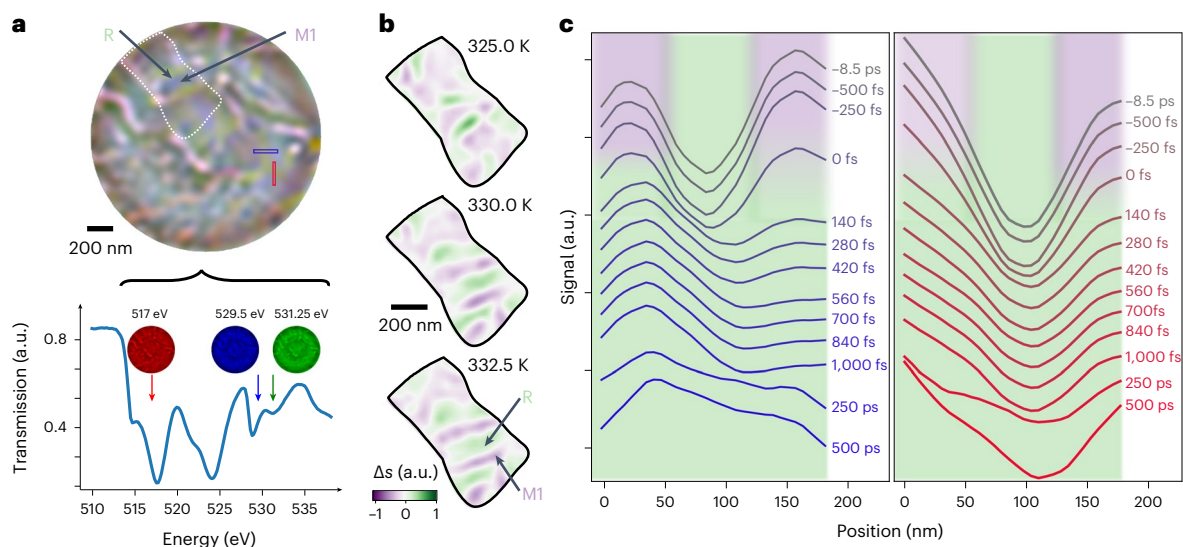 a
R
M1
200 nm
517 eV
529.5 eV
531.25 eV
Transmission (a.u.)
0.8
0.4
510
515
520
525
530
535
Energy (eV)
b
325.0 K
330.0 K
200 nm
332.5 K
R
M1
Δs (a.u.)
–1
0
1
c
Signal (a.u.)
–8.5 ps
–500 fs
–250 fs
0 fs
140 fs
280 fs
420 fs
560 fs
700 fs
840 fs
1,000 fs
250 ps
500 ps
0
50
100
150
200
–8.5 ps
–500 fs
–250 fs
0 fs
140 fs
280 fs
420 fs
560 fs
700fs
840 fs
1,000 fs
250 ps
500 ps
0
50
100
150
200
Position (nm)